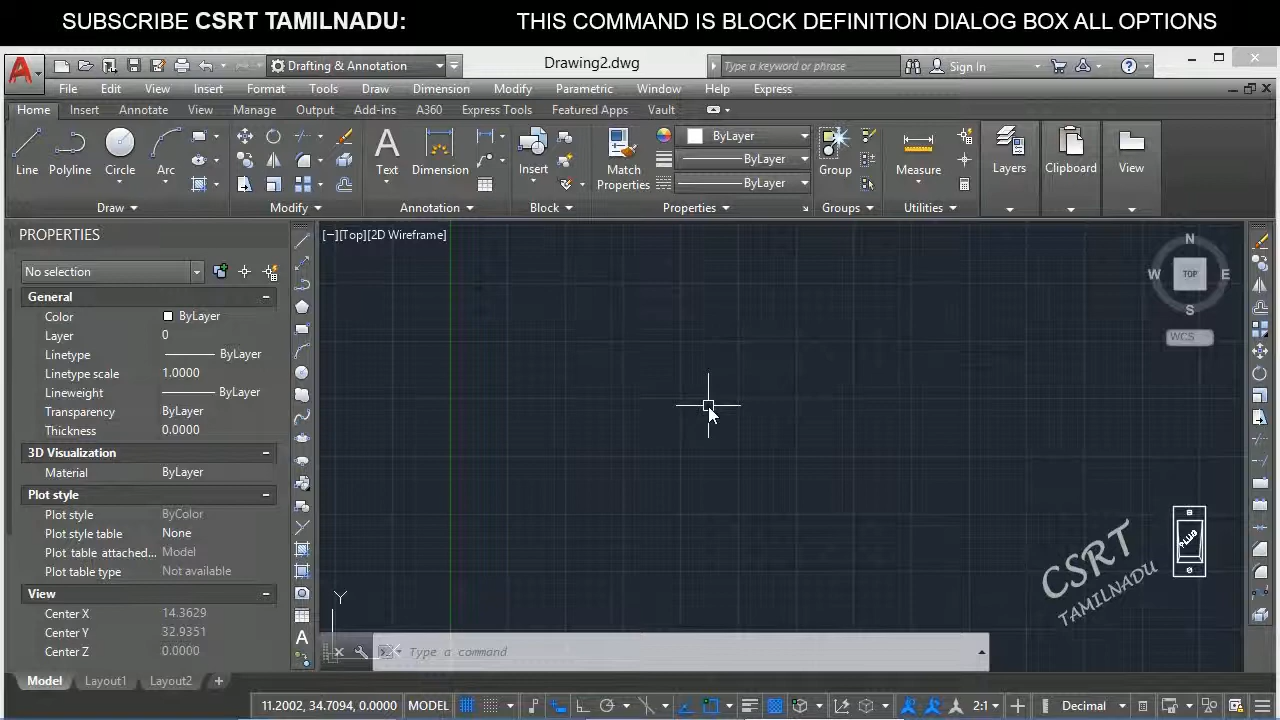 SUBSCRIBE CSRT TAMILNADU: THIS COMMAND IS BLOCK DEFINITION DIALOG BOX ALL OPTIONS
Drafting & Annotation Drawing2.dwg Type a keyword or phrase Sign In
File Edit View Insert Format Tools Draw Dimension Modify Parametric Window Help Express
Home Insert Annotate View Manage Output Add-ins A360 Express Tools Featured Apps Vault
Line Polyline Circle Arc Text Dimension Insert Match Properties ByLayer ByLayer ByLayer Group Measure Layers Clipboard View
Draw Modify Annotation Block Properties Groups Utilities
PROPERTIES
No selection
General
Color ByLayer
Layer 0
Linetype ByLayer
Linetype scale 1.0000
Lineweight ByLayer
Transparency ByLayer
Thickness 0.0000
3D Visualization
Material ByLayer
Plot style
Plot style ByColor
Plot style table None
Plot table attached... Model
Plot table type Not available
View
Center X 14.3629
Center Y 32.9351
Center Z 0.0000
[−][Top][2D Wireframe]
N
W TOP E
S
WCS
PLUG
CSRT
TAMILNADU
Y
X
Type a command
Model Layout1 Layout2 +
11.2002, 34.7094, 0.0000 MODEL 2:1 Decimal